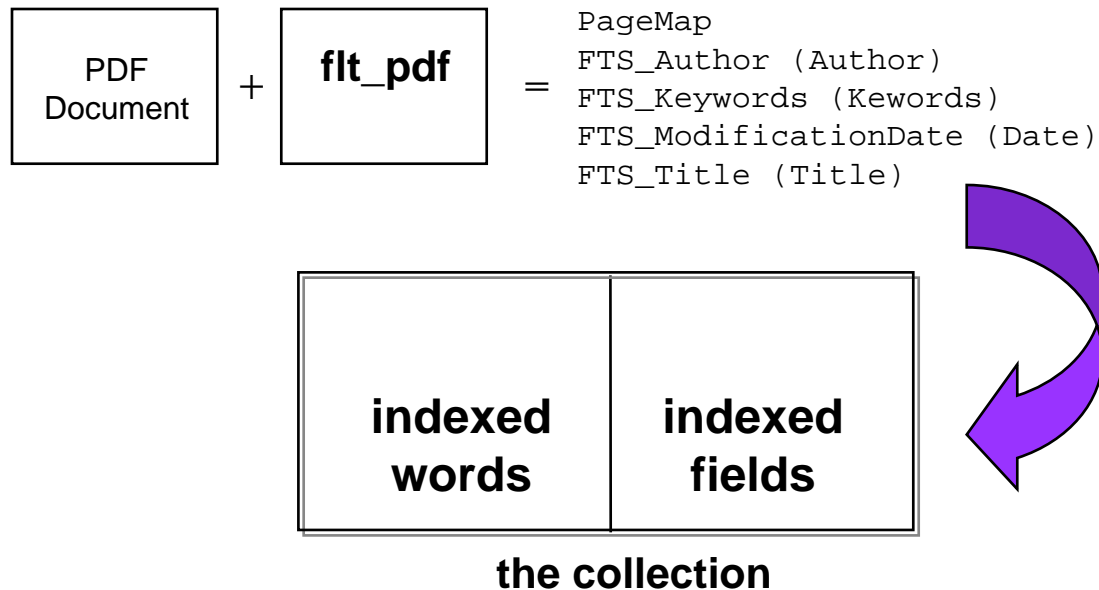 PDF
Document
+
flt_pdf
=
PageMap
FTS_Author (Author)
FTS_Keywords (Kewords)
FTS_ModificationDate (Date)
FTS_Title (Title)
indexed
words
indexed
fields
the collection